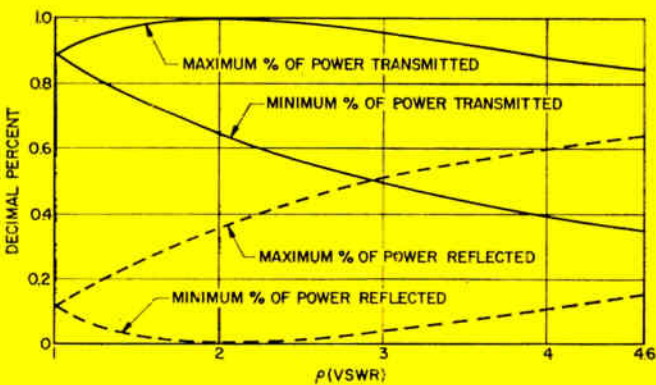 1.0
0.8
0.6
0.4
0.2
0
DECIMAL PERCENT
MAXIMUM % OF POWER TRANSMITTED
MINIMUM % OF POWER TRANSMITTED
MAXIMUM % OF POWER REFLECTED
MINIMUM % OF POWER REFLECTED
1 2 3 4 4.6
ρ(VSWR)